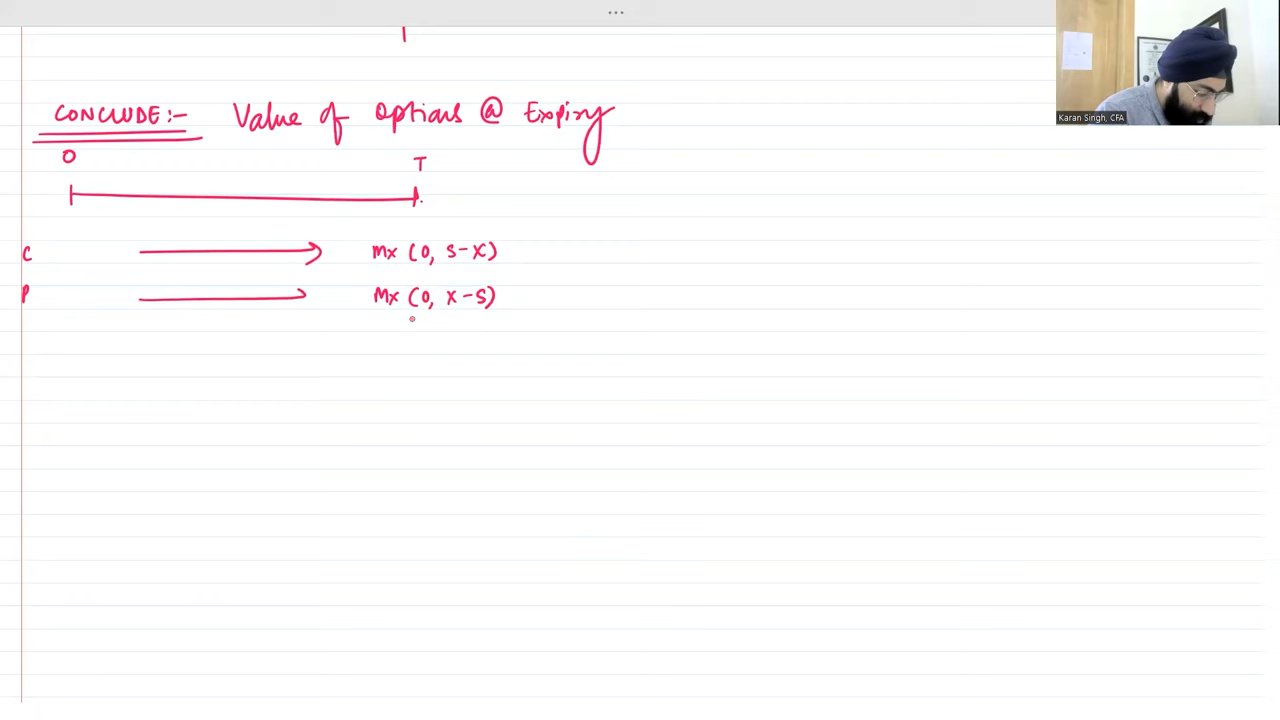 CONCLUDE:- Value of Options @ Expiry
0 T
C Mx (0, S-X)
P Mx (0, X-S)
Karan Singh, CFA